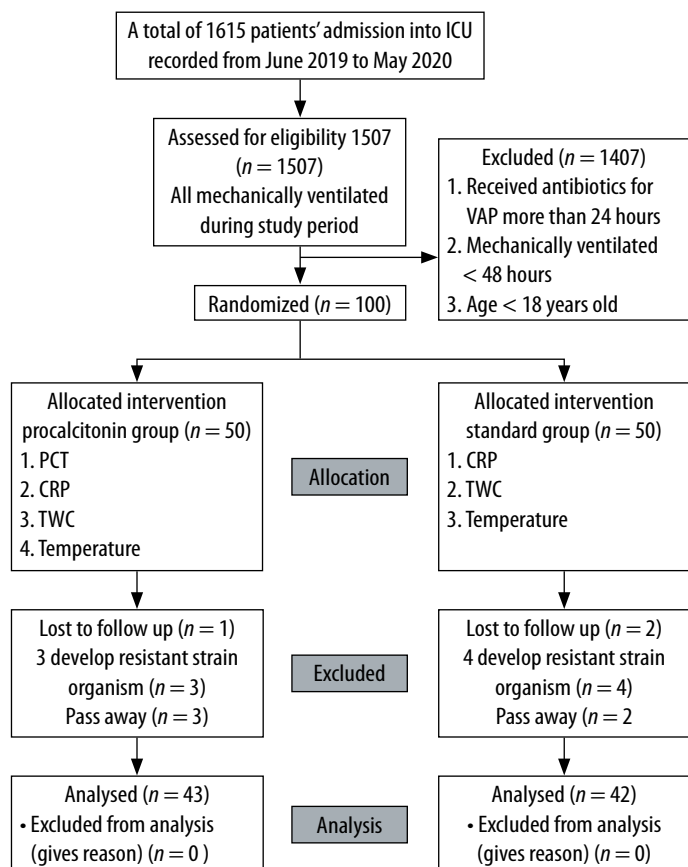 A total of 1615 patients’ admission into ICU
recorded from June 2019 to May 2020
Assessed for eligibility 1507
(n = 1507)
All mechanically ventilated
during study period
Excluded (n = 1407)
1. Received antibiotics for
VAP more than 24 hours
2. Mechanically ventilated
< 48 hours
3. Age < 18 years old
Randomized (n = 100)
Allocated intervention
procalcitonin group (n = 50)
1. PCT
2. CRP
3. TWC
4. Temperature
Allocation
Allocated intervention
standard group (n = 50)
1. CRP
2. TWC
3. Temperature
Lost to follow up (n = 1)
3 develop resistant strain
organism (n = 3)
Pass away (n = 3)
Excluded
Lost to follow up (n = 2)
4 develop resistant strain
organism (n = 4)
Pass away (n = 2
Analysed (n = 43)
• Excluded from analysis
(gives reason) (n = 0 )
Analysis
Analysed (n = 42)
• Excluded from analysis
(gives reason) (n = 0)